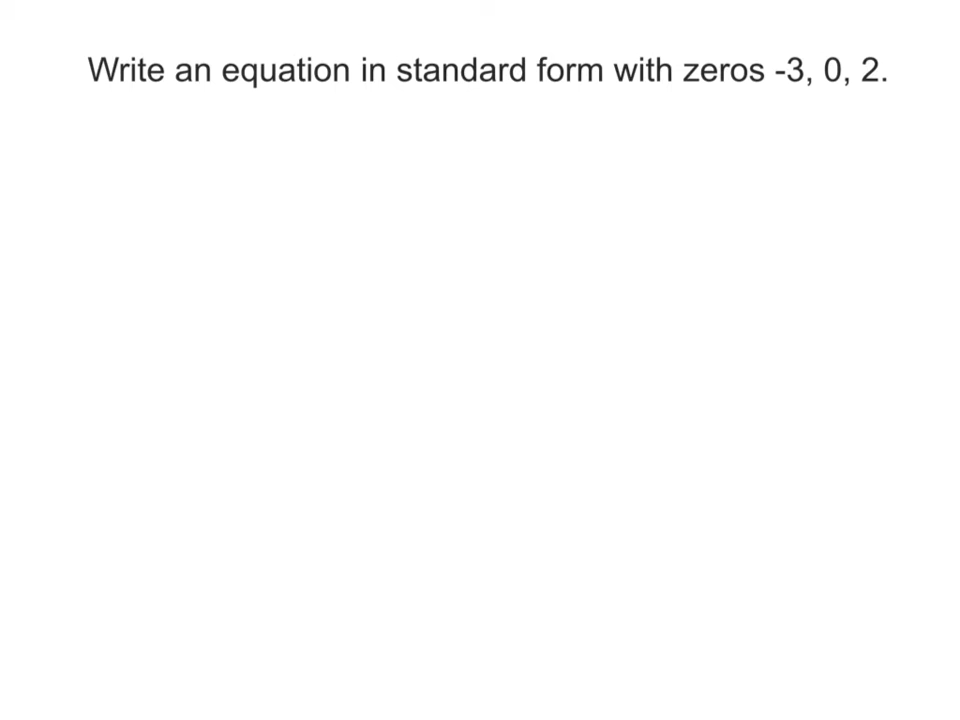 Write an equation in standard form with zeros -3, 0, 2.